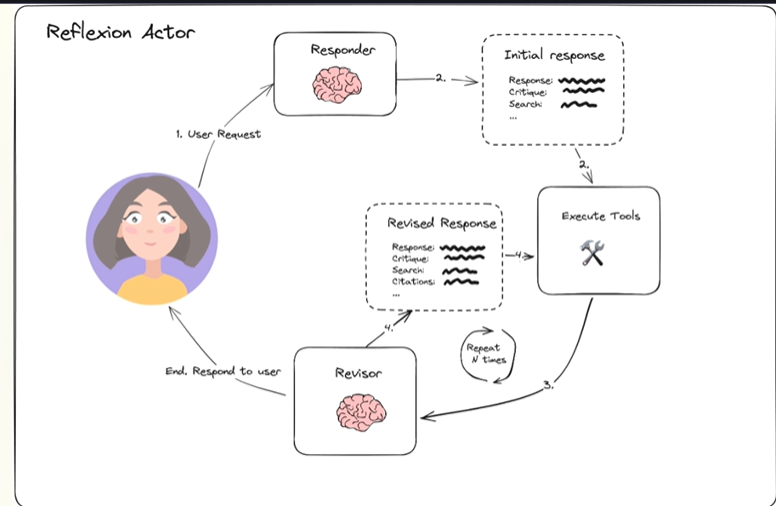 Reflexion Actor
Responder
2.
Initial response
Response:
Critique:
Search:
...
1. User Request
2.
Execute Tools
Revised Response
Response:
Critique:
Search:
Citations:
...
4.
4.
Repeat
N times
3.
Revisor
End. Respond to user